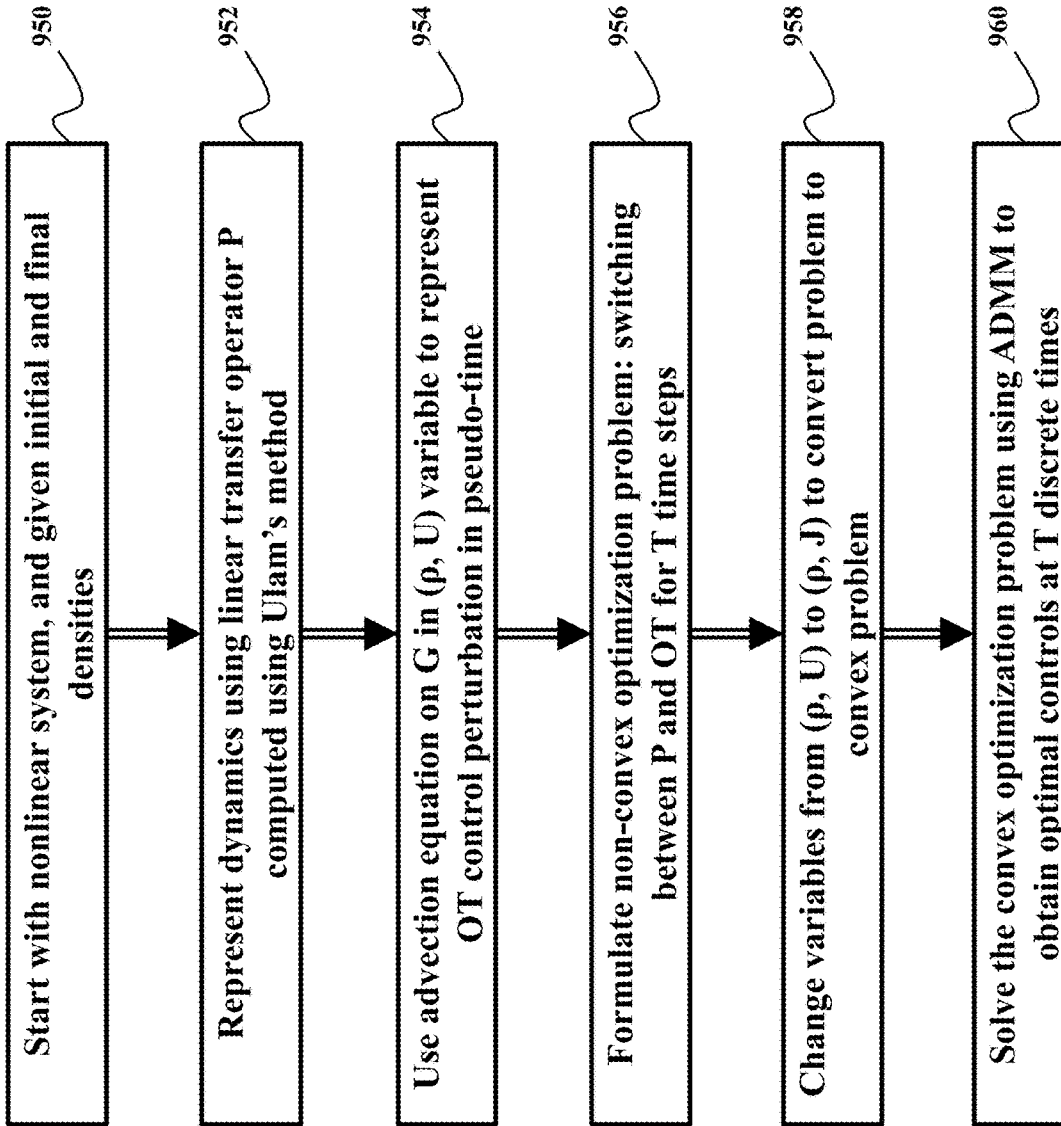 Start with nonlinear system, and given initial and final
densities
950
Represent dynamics using linear transfer operator P
computed using Ulam's method
952
Use advection equation on G in (ρ, U) variable to represent
OT control perturbation in pseudo-time
954
Formulate non-convex optimization problem: switching
between P and OT for T time steps
956
Change variables from (ρ, U) to (ρ, J) to convert problem to
convex problem
958
Solve the convex optimization problem using ADMM to
obtain optimal controls at T discrete times
960